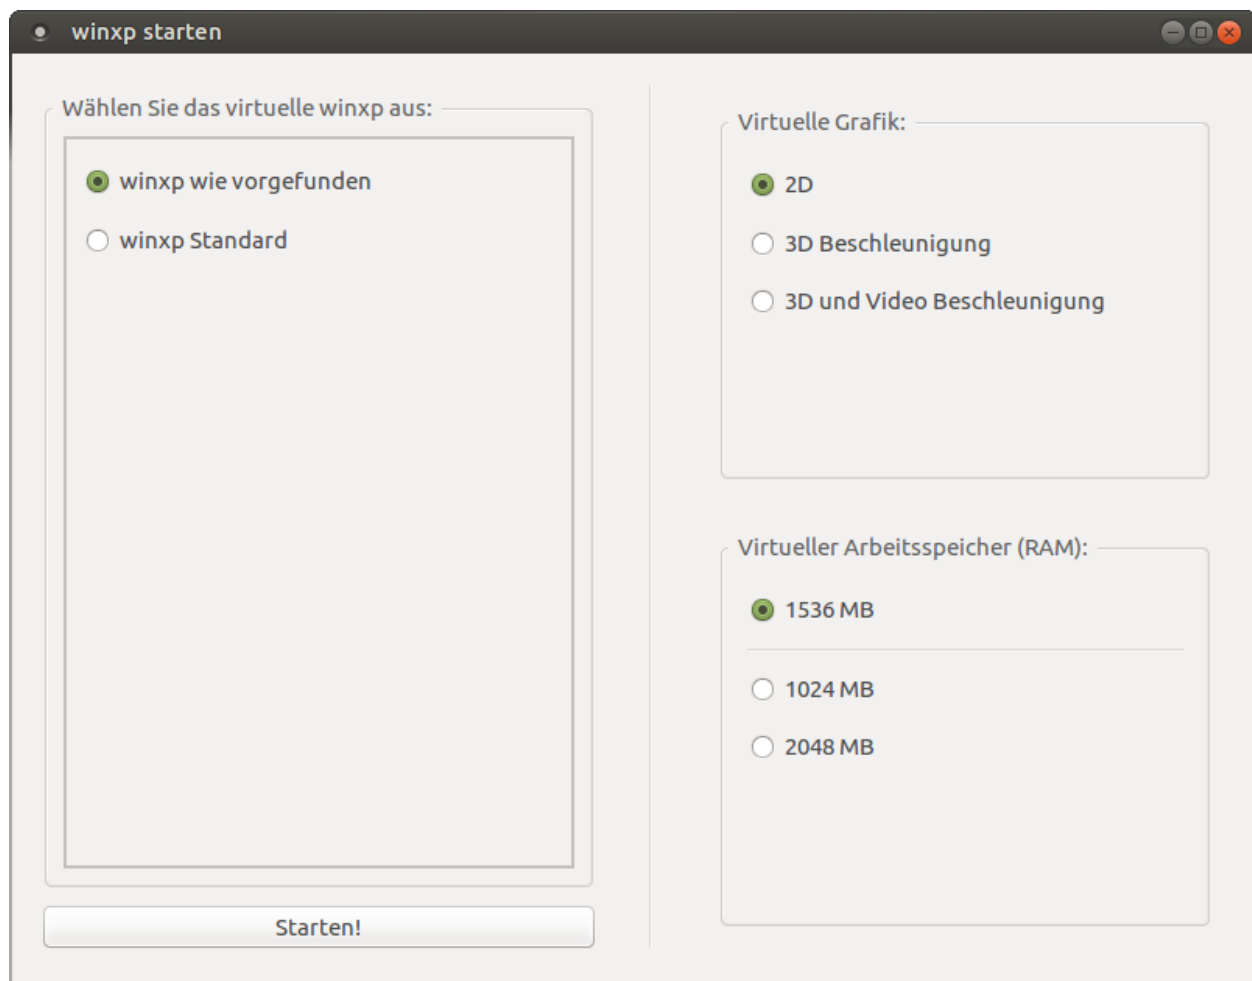 winxp starten
Wählen Sie das virtuelle winxp aus:
winxp wie vorgefunden
winxp Standard
Starten!
Virtuelle Grafik:
2D
3D Beschleunigung
3D und Video Beschleunigung
Virtueller Arbeitsspeicher (RAM):
1536 MB
1024 MB
2048 MB